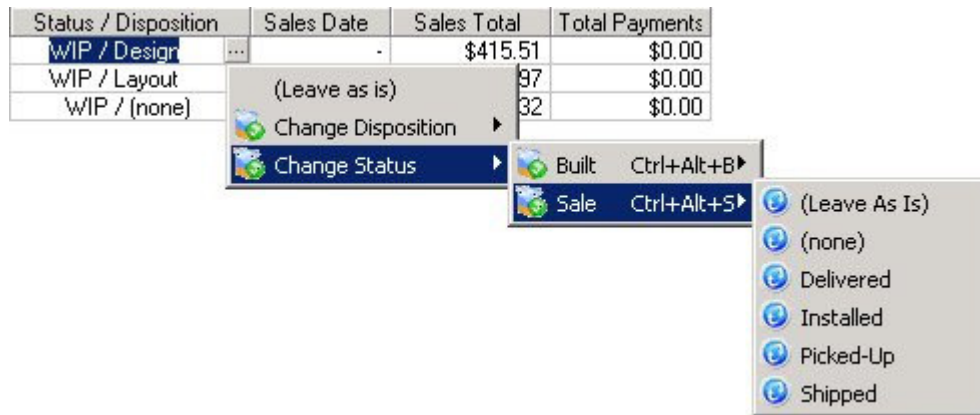 Status / Disposition Sales Date Sales Total Total Payments
WIP / Design ... - $415.51 $0.00
WIP / Layout 97 $0.00
WIP / (none) 32 $0.00
(Leave as is)
Change Disposition
Change Status
Built Ctrl+Alt+B
Sale Ctrl+Alt+S
(Leave As Is)
(none)
Delivered
Installed
Picked-Up
Shipped